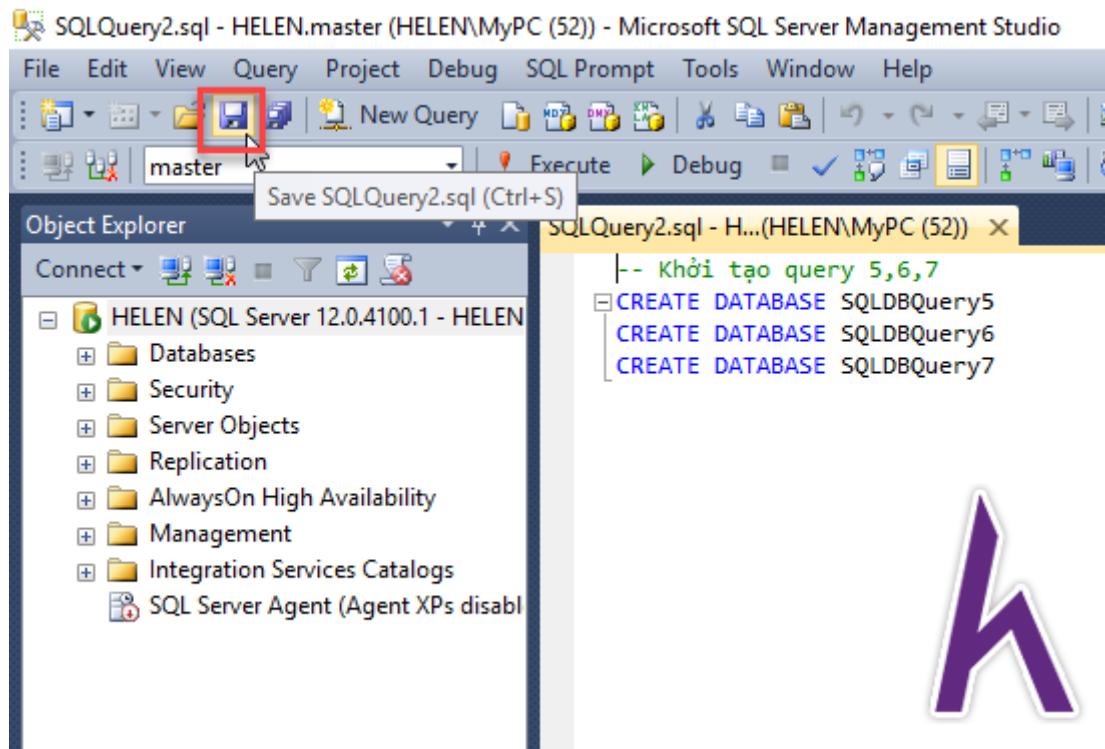 SQLQuery2.sql - HELEN.master (HELEN\MyPC (52)) - Microsoft SQL Server Management Studio
File Edit View Query Project Debug SQL Prompt Tools Window Help
New Query
master Execute Debug
Save SQLQuery2.sql (Ctrl+S)
Object Explorer
SQLQuery2.sql - H...(HELEN\MyPC (52))
Connect
-- Khởi tạo query 5,6,7
CREATE DATABASE SQLDBQuery5
CREATE DATABASE SQLDBQuery6
CREATE DATABASE SQLDBQuery7
HELEN (SQL Server 12.0.4100.1 - HELEN
Databases
Security
Server Objects
Replication
AlwaysOn High Availability
Management
Integration Services Catalogs
SQL Server Agent (Agent XPs disabl
h